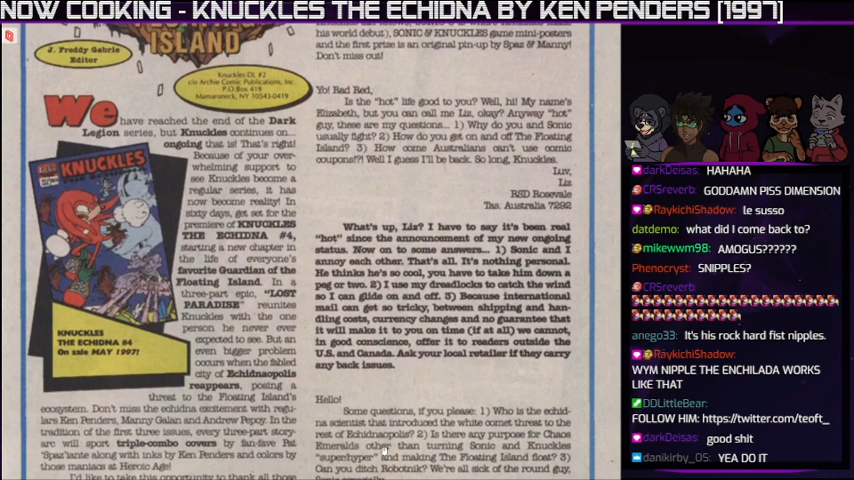 NOW COOKING - KNUCKLES THE ECHIDNA BY KEN PENDERS [1997]
ISLAND
J. Freddy Gabrie
Editor
Knuckles: DL #2
c/o Archie Comic Publications, Inc.
P.O.Box 419
Mamaroneck, NY 10543-0419
We have reached the end of the Dark
Legion series, but Knuckles continues on...
ongoing that is! That's right!
Because of your over-
whelming support to
see Knuckles become a
regular series, it has
now become reality! In
sixty days, get set for the
premiere of KNUCKLES
THE ECHIDNA #4,
starting a new chapter in
the life of everyone's
favorite Guardian of the
Floating Island. In a
three-part epic, "LOST
PARADISE" reunites
Knuckles with the one
person he never ever
expected to see. But an
even bigger problem
occurs when the fabled
city of Echidnaopolis
reappears, posing a
threat to the Floating Island's
ecosystem. Don't miss the echidna excitement with regu-
lars Ken Penders, Manny Galan and Andrew Pepoy. In the
tradition of the first three issues, every three-part story-
arc will sport triple-combo covers by fan-fave Pat
'Spaz'iante along with inks by Ken Penders and colors by
those maniacs at Heroic Age!
I'd like to take this opportunity to thank all those
KNUCKLES
KNUCKLES
THE ECHIDNA #4
On sale MAY 1997!
his world debut), SONIC & KNUCKLES game mini-posters
and the first prize is an original pin-up by Spaz & Manny!
Don't miss out!
Yo! Rad Red,
Is the "hot" life good to you? Well, hi! My name's
Elizabeth, but you can call me Liz, okay? Anyway "hot"
guy, these are my questions... 1) Why do you and Sonic
usually fight? 2) How do you get on and off The Floating
Island? 3) How come Australians can't use comic
coupons?!! Well I guess I'll be back. So long, Knuckles.
Luv,
Liz
RSD Rosevale
Tas. Australia 7292
What's up, Liz? I have to say it's been real
"hot" since the announcement of my new ongoing
status. Now on to some answers... 1) Sonic and I
annoy each other. That's all. It's nothing personal.
He thinks he's so cool, you have to take him down a
peg or two. 2) I use my dreadlocks to catch the wind
so I can glide on and off. 3) Because international
mail can get so tricky, between shipping and han-
dling costs, currency changes and no guarantee that
it will make it to you on time (if at all) we cannot,
in good conscience, offer it to readers outside the
U.S. and Canada. Ask your local retailer if they carry
any back issues.
Hello!
Some questions, if you please: 1) Who is the echid-
na scientist that introduced the white comet threat to the
rest of Echidnaopolis? 2) Is there any purpose for Chaos
Emeralds other than turning Sonic and Knuckles
"super/hyper" and making The Floating Island float? 3)
Can you ditch Robotnik? We're all sick of the round guy,
darkDeisas: HAHAHA
CRSreverb: GODDAMN PISS DIMENSION
RaykichiShadow: le susso
datdemo: what did I come back to?
mikewwm98: AMOGUS??????
Phenocryst: SNIPPLES?
CRSreverb:
anego33: It's his rock hard fist nipples.
RaykichiShadow:
WYM NIPPLE THE ENCHILADA WORKS
LIKE THAT
DDLittleBear:
FOLLOW HIM: https://twitter.com/teoft_
darkDeisas: good shit
danikirby_05: YEA DO IT